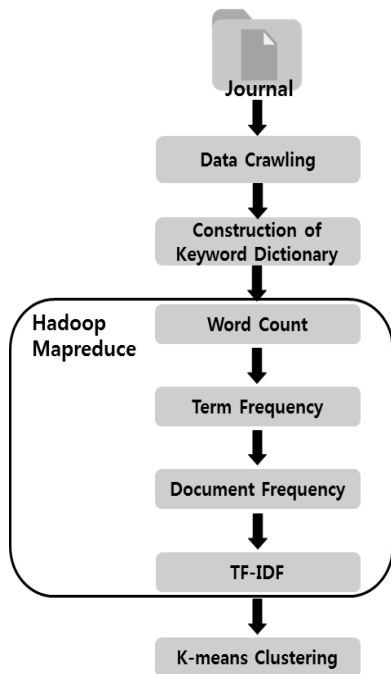 Journal
Data Crawling
Construction of
Keyword Dictionary
Hadoop
Mapreduce
Word Count
Term Frequency
Document Frequency
TF-IDF
K-means Clustering